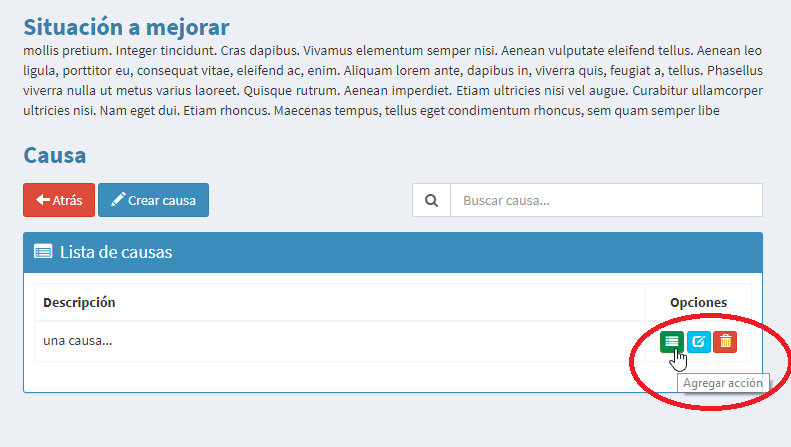 Situación a mejorar
mollis pretium. Integer tincidunt. Cras dapibus. Vivamus elementum semper nisi. Aenean vulputate eleifend tellus. Aenean leo
ligula, porttitor eu, consequat vitae, eleifend ac, enim. Aliquam lorem ante, dapibus in, viverra quis, feugiat a, tellus. Phasellus
viverra nulla ut metus varius laoreet. Quisque rutrum. Aenean imperdiet. Etiam ultricies nisi vel augue. Curabitur ullamcorper
ultricies nisi. Nam eget dui. Etiam rhoncus. Maecenas tempus, tellus eget condimentum rhoncus, sem quam semper libe
Causa
Atrás Crear causa Buscar causa...
Lista de causas
Descripción Opciones
una causa...
Agregar acción